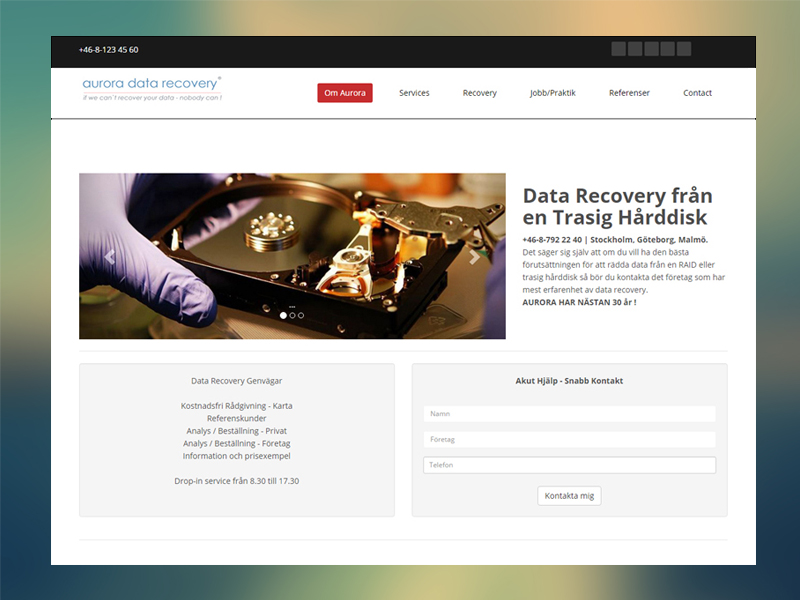 +46-8-123 45 60
aurora data recovery®
if we can't recover your data - nobody can !
Om Aurora
Services
Recovery
Jobb/Praktik
Referenser
Contact
Data Recovery från
en Trasig Hårddisk
+46-8-792 22 40 | Stockholm, Göteborg, Malmö.
Det säger sig själv att om du vill ha den bästa
förutsättningen för att rädda data från en RAID eller
trasig hårddisk så bör du kontakta det företag som har
mest erfarenhet av data recovery.
AURORA HAR NÄSTAN 30 år !
...
Data Recovery Genvägar
Kostnadsfri Rådgivning - Karta
Referenskunder
Analys / Beställning - Privat
Analys / Beställning - Företag
Information och prisexempel
Drop-in service från 8.30 till 17.30
Akut Hjälp - Snabb Kontakt
Namn
Företag
Telefon
Kontakta mig